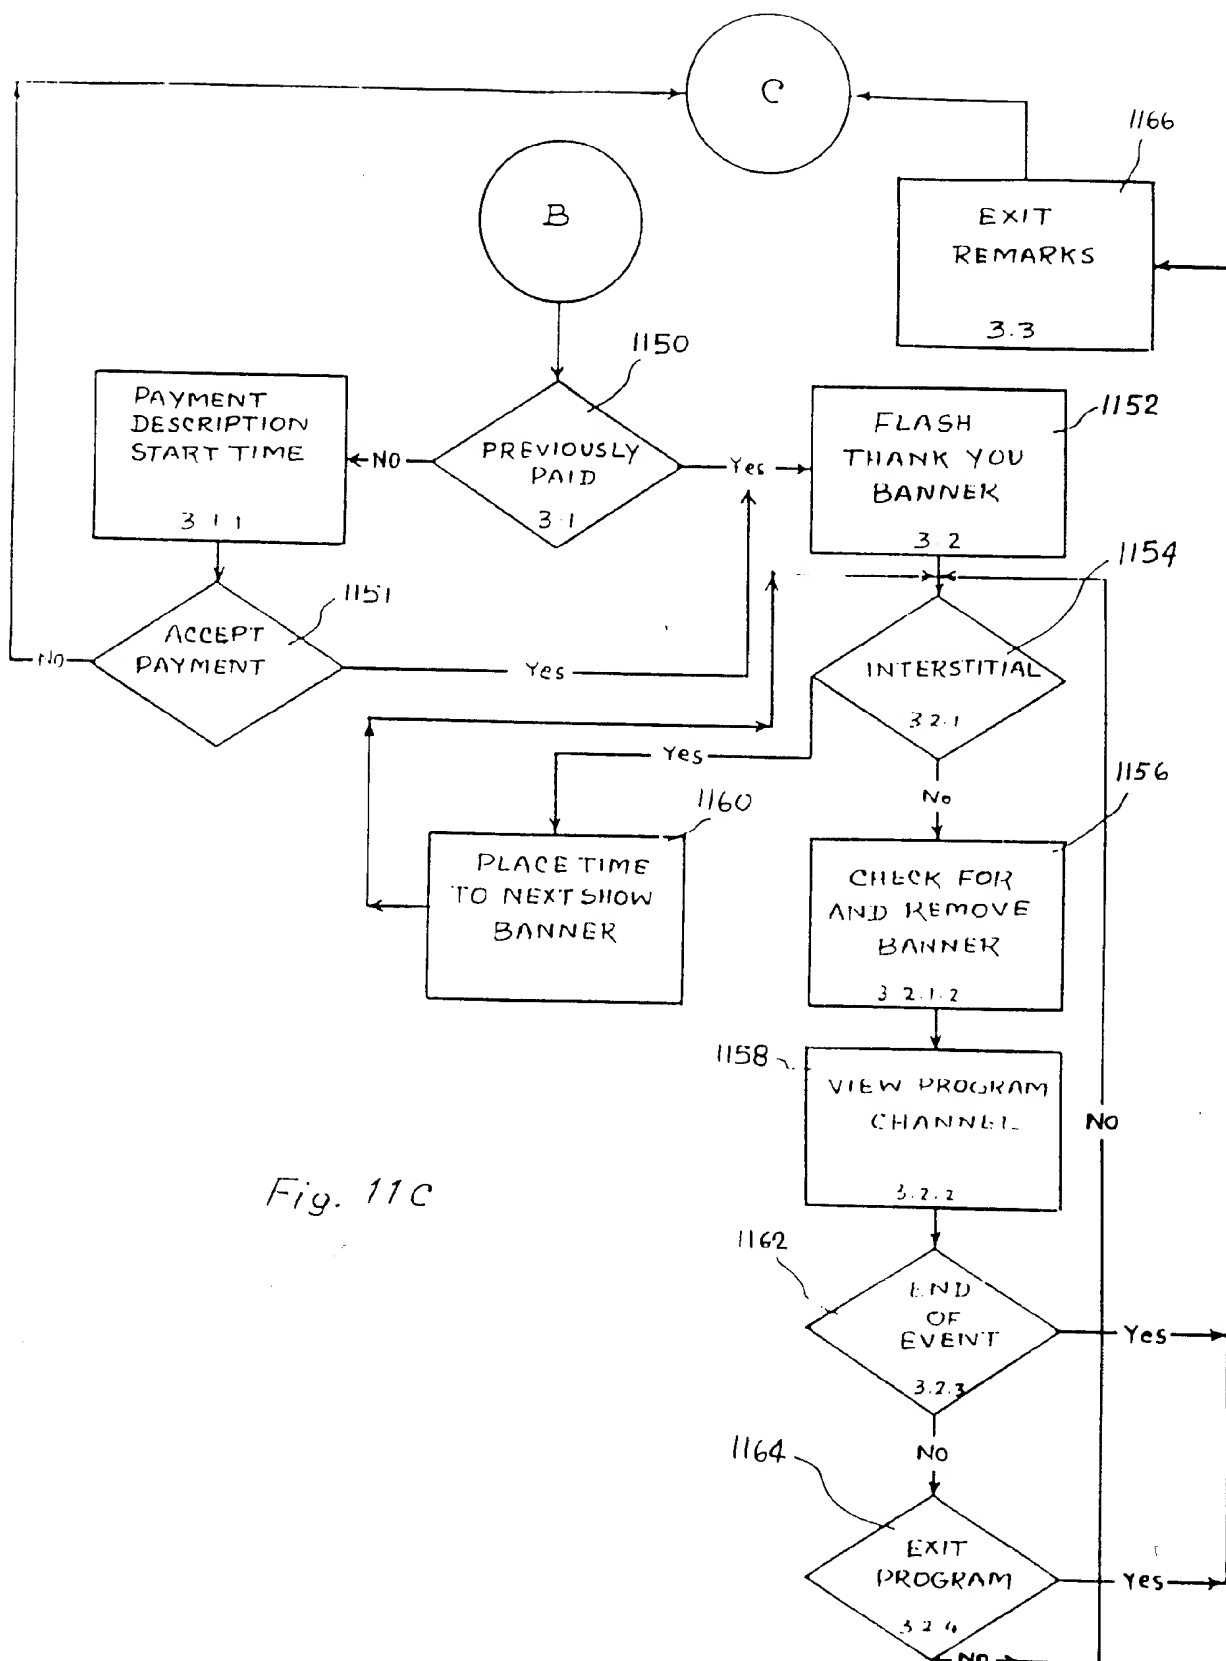 C
1166
EXIT
REMARKS
3.3
B
1150
PREVIOUSLY
PAID
3.1
NO
Yes
PAYMENT
DESCRIPTION
START TIME
3 1 1
1152
FLASH
THANK YOU
BANNER
3.2
1151
ACCEPT
PAYMENT
No
Yes
1154
INTERSTITIAL
3 2.1
Yes
No
1160
PLACE TIME
TO NEXT SHOW
BANNER
1156
CHECK FOR
AND REMOVE
BANNER
3 2.1.2
1158
VIEW PROGRAM
CHANNEL
3.2.2
NO
Fig. 11C
1162
END
OF
EVENT
3.2.3
Yes
NO
1164
EXIT
PROGRAM
3 2 4
Yes
NO